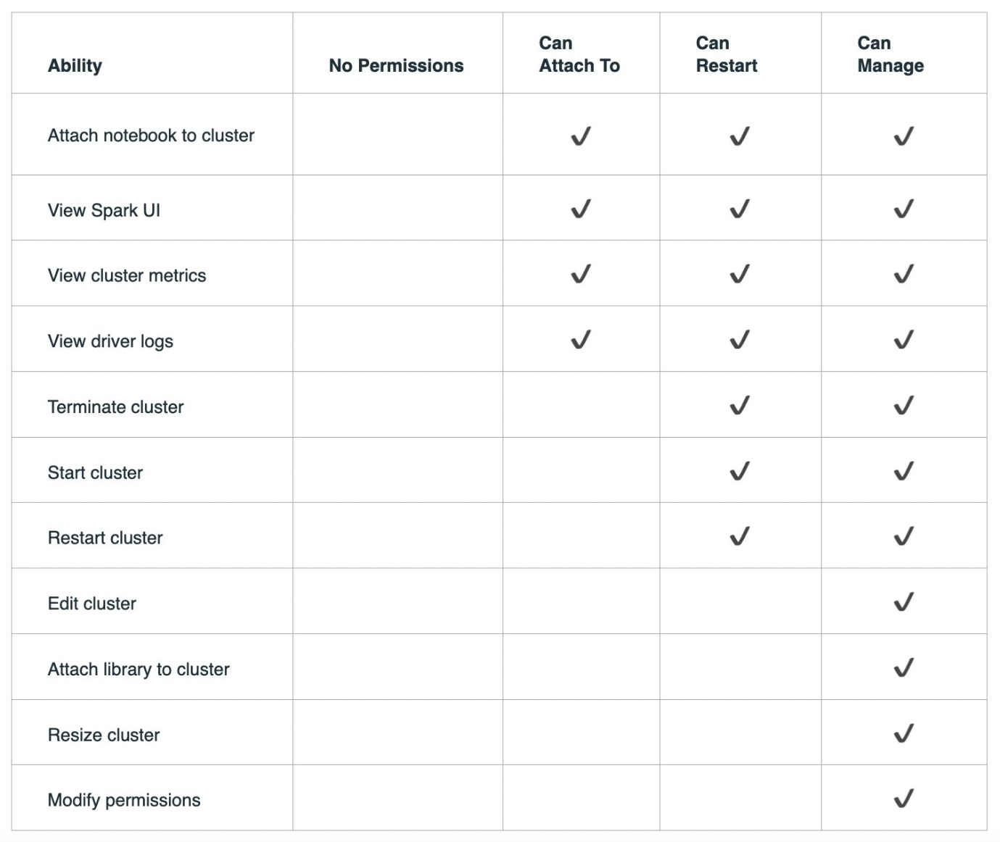 Ability No Permissions Can Attach To Can Restart Can Manage
Attach notebook to cluster ✓ ✓ ✓
View Spark UI ✓ ✓ ✓
View cluster metrics ✓ ✓ ✓
View driver logs ✓ ✓ ✓
Terminate cluster ✓ ✓
Start cluster ✓ ✓
Restart cluster ✓ ✓
Edit cluster ✓
Attach library to cluster ✓
Resize cluster ✓
Modify permissions ✓